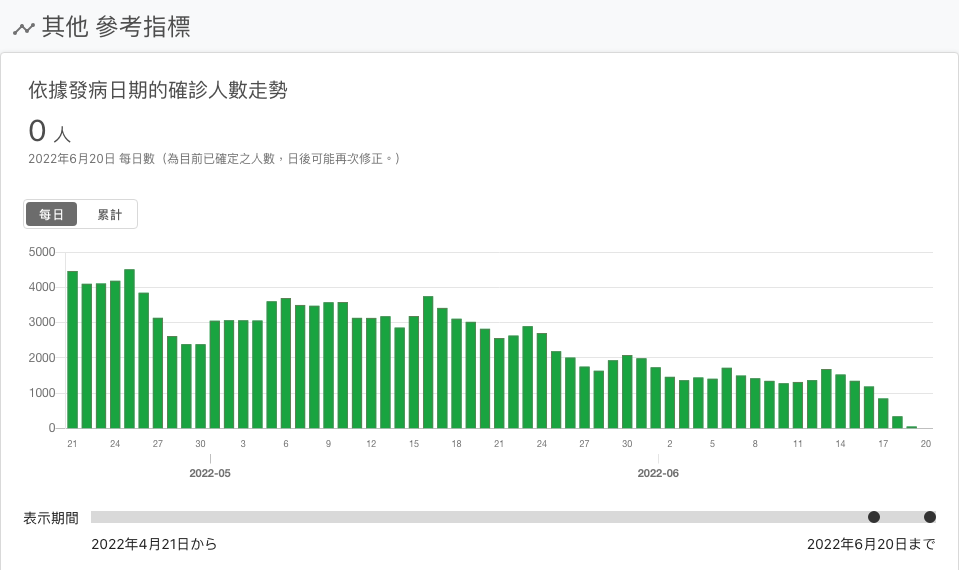 其他 參考指標
依據發病日期的確診人數走勢
0 人
2022年6月20日 每日數（為目前已確定之人數，日後可能再次修正。）
每日 累計
5000
4000
3000
2000
1000
0
21 24 27 30 3 6 9 12 15 18 21 24 27 30 2 5 8 11 14 17 20
2022-05 2022-06
表示期間
2022年4月21日から 2022年6月20日まで